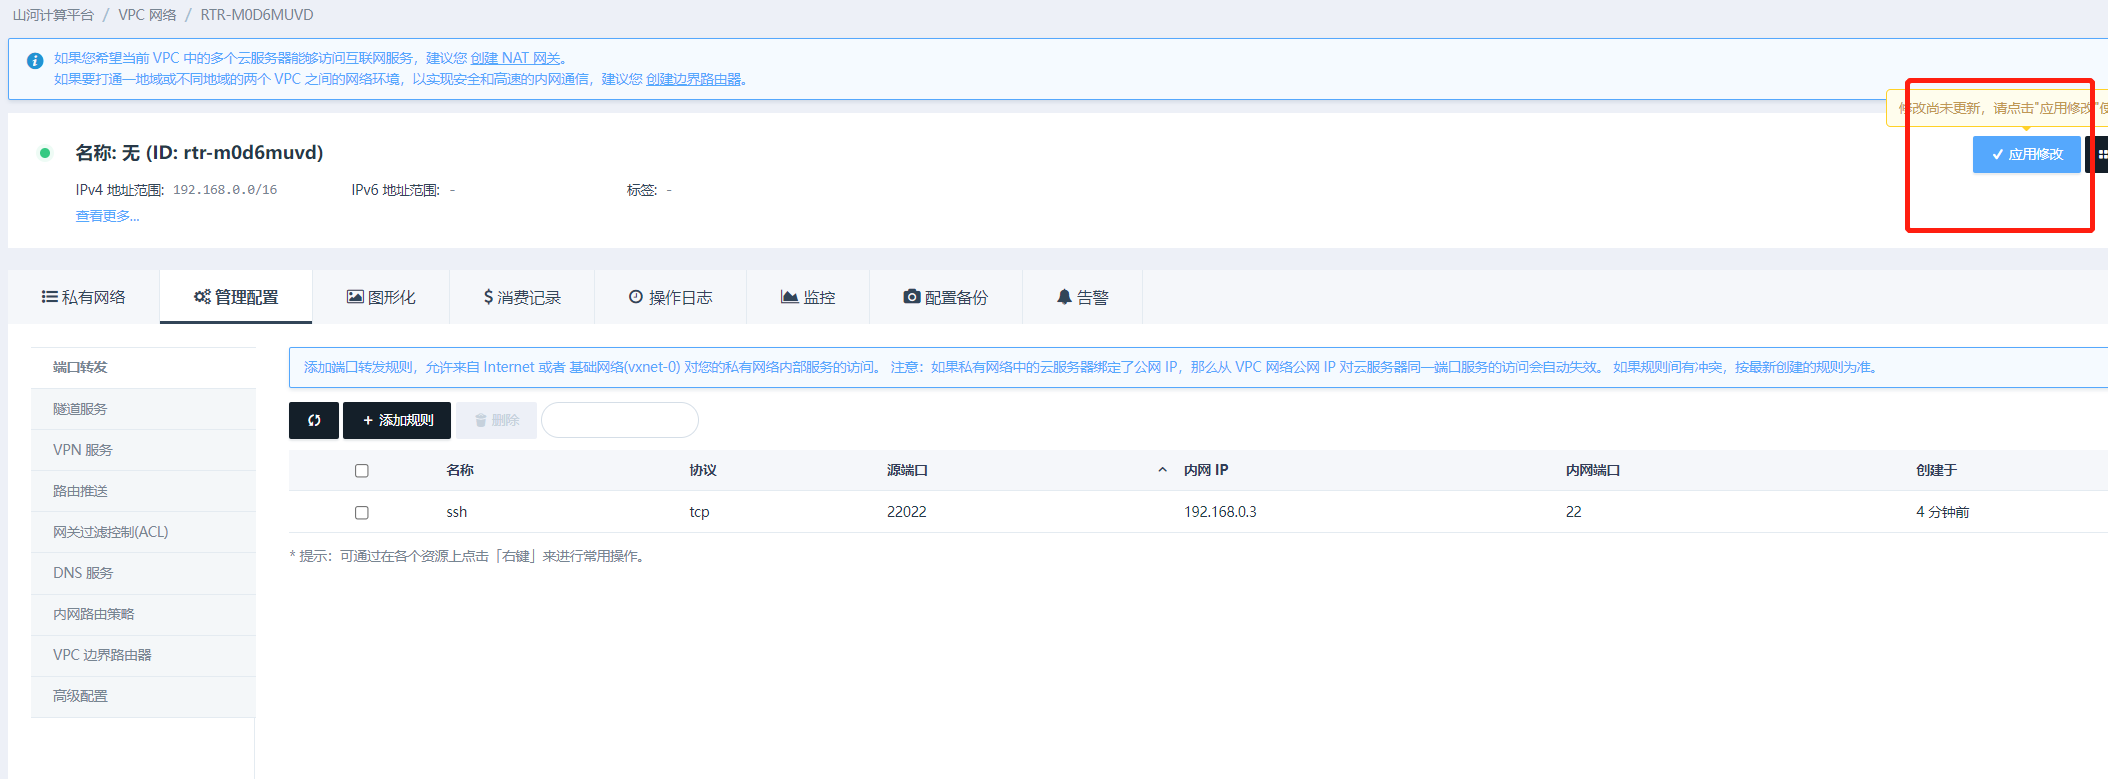 山河计算平台 / VPC 网络 / RTR-M0D6MUVD
如果您希望当前 VPC 中的多个云服务器能够访问互联网服务，建议您 创建 NAT 网关。
如果要打通一地域或不同地域的两个 VPC 之间的网络环境，以实现安全和高速的内网通信，建议您 创建边界路由器。
修改尚未更新，请点击"应用修改"使
名称: 无 (ID: rtr-m0d6muvd)
应用修改
IPv4 地址范围: 192.168.0.0/16 IPv6 地址范围: - 标签: -
查看更多...
私有网络 管理配置 图形化 消费记录 操作日志 监控 配置备份 告警
端口转发
隧道服务
VPN 服务
路由推送
网关过滤控制(ACL)
DNS 服务
内网路由策略
VPC 边界路由器
高级配置
添加端口转发规则，允许来自 Internet 或者 基础网络(vxnet-0) 对您的私有网络内部服务的访问。 注意：如果私有网络中的云服务器绑定了公网 IP，那么从 VPC 网络公网 IP 对云服务器同一端口服务的访问会自动失效。 如果规则间有冲突，按最新创建的规则为准。
+ 添加规则 删除
名称 协议 源端口 内网 IP 内网端口 创建于
ssh tcp 22022 192.168.0.3 22 4 分钟前
* 提示：可通过在各个资源上点击「右键」来进行常用操作。